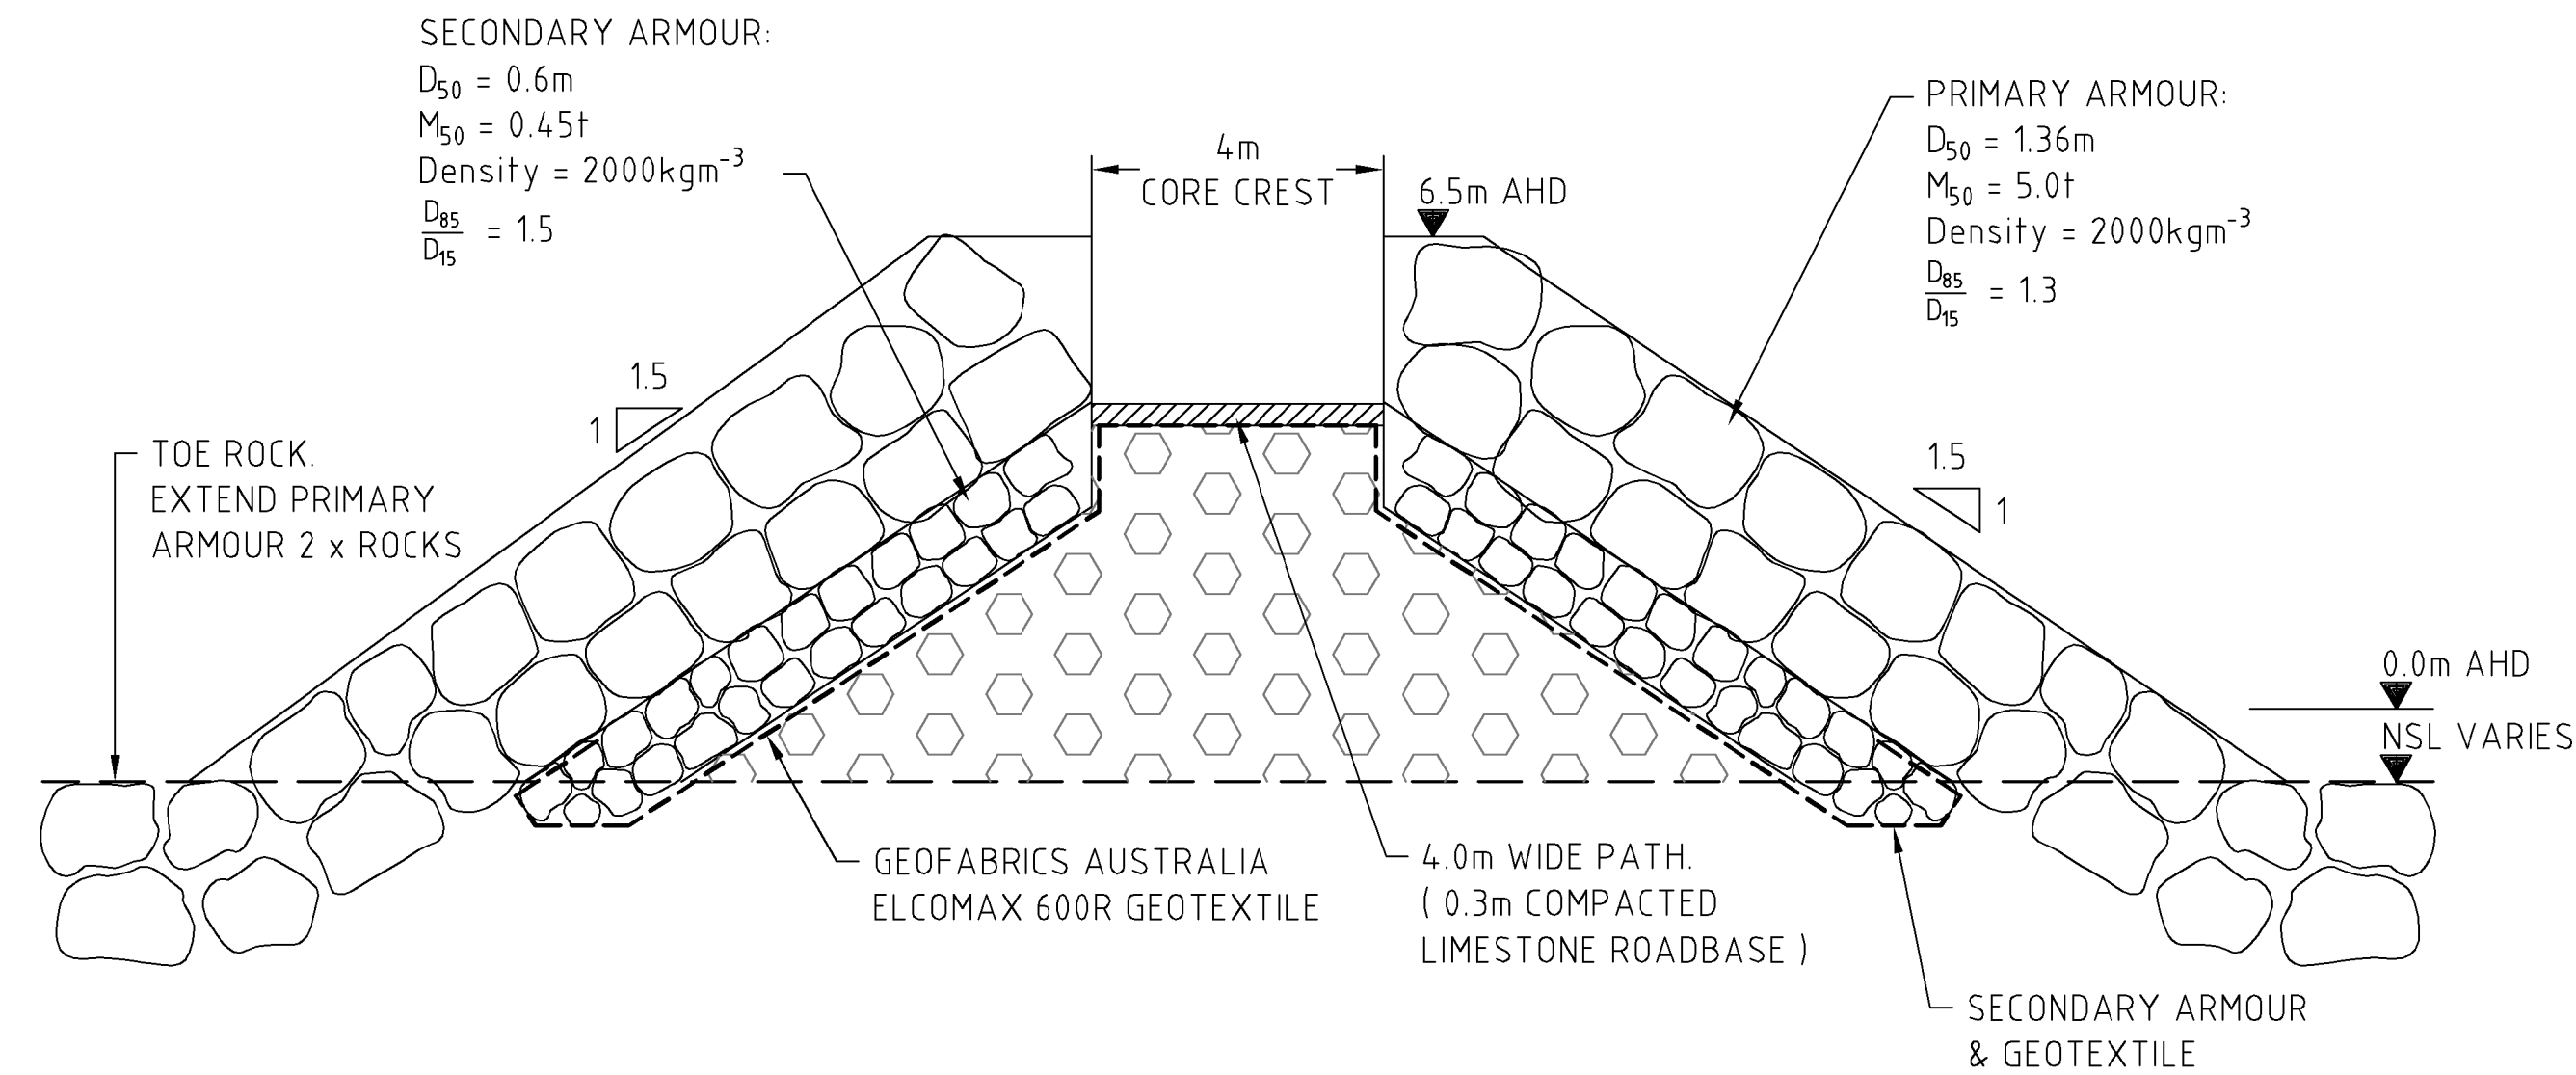 SECONDARY ARMOUR:
D₅₀ = 0.6m
M₅₀ = 0.45t
Density = 2000kgm⁻³
D₈₅
D₁₅
= 1.5
4m
CORE CREST
6.5m AHD
PRIMARY ARMOUR:
D₅₀ = 1.36m
M₅₀ = 5.0t
Density = 2000kgm⁻³
D₈₅
D₁₅
= 1.3
1.5
1
1.5
1
TOE ROCK.
EXTEND PRIMARY
ARMOUR 2 x ROCKS
0.0m AHD
NSL VARIES
GEOFABRICS AUSTRALIA
ELCOMAX 600R GEOTEXTILE
4.0m WIDE PATH.
( 0.3m COMPACTED
LIMESTONE ROADBASE )
SECONDARY ARMOUR
& GEOTEXTILE